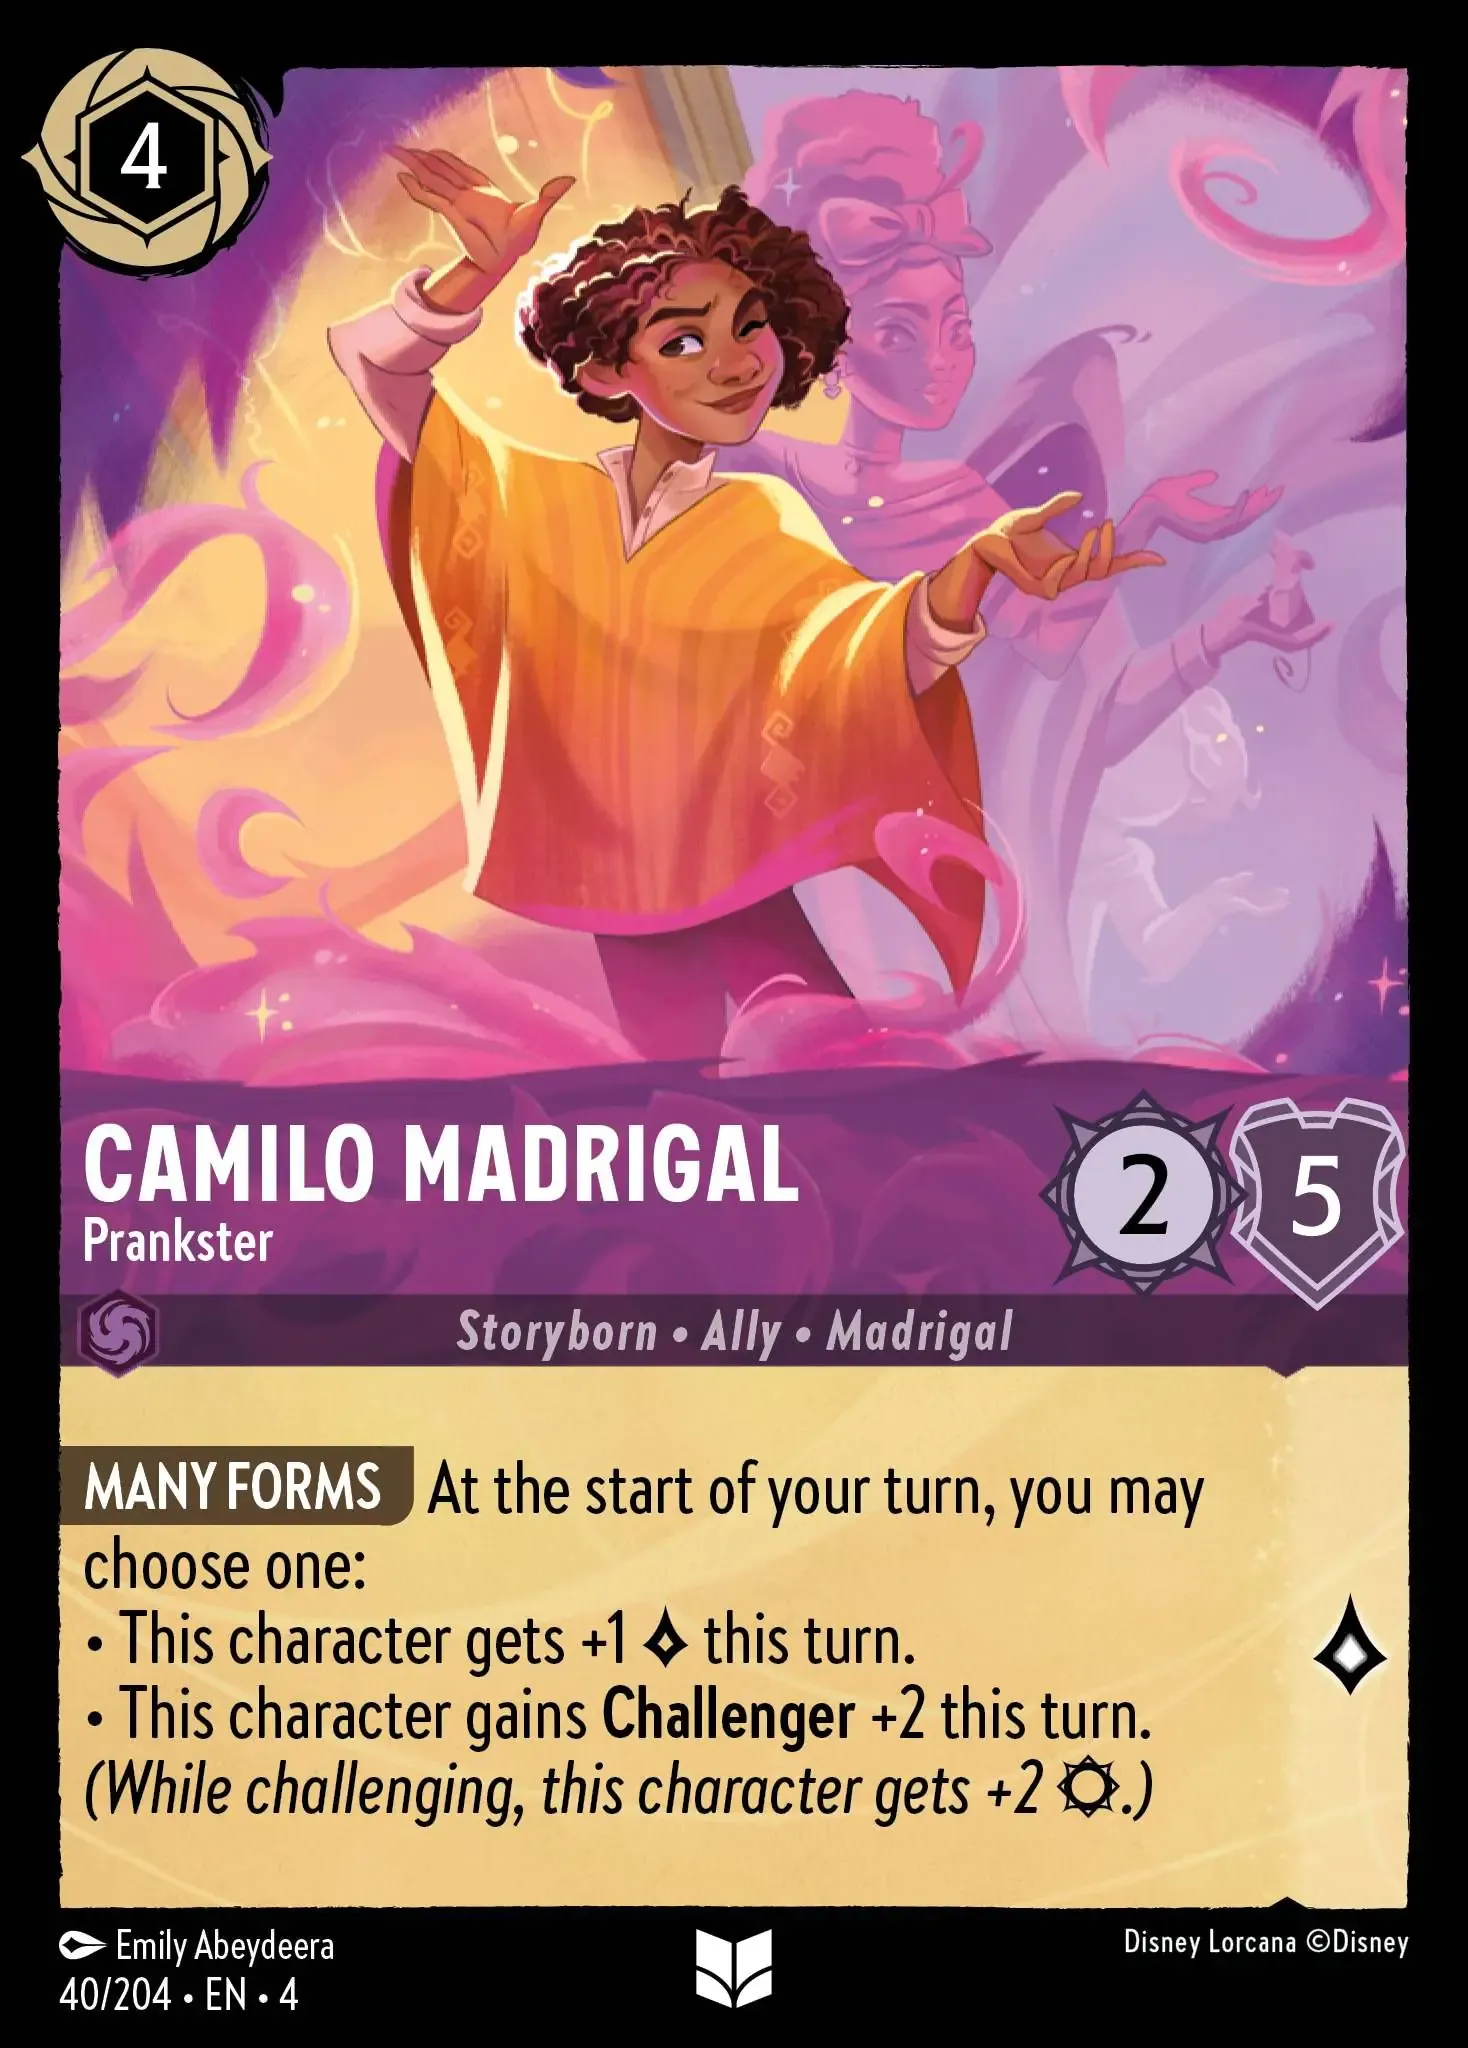 4
CAMILO MADRIGAL
Prankster
2
5
Storyborn • Ally • Madrigal
MANY FORMS At the start of your turn, you may
choose one:
• This character gets +1 this turn.
• This character gains Challenger +2 this turn.
(While challenging, this character gets +2 .)
Emily Abeydeera
Disney Lorcana ©Disney
40/204 • EN • 4